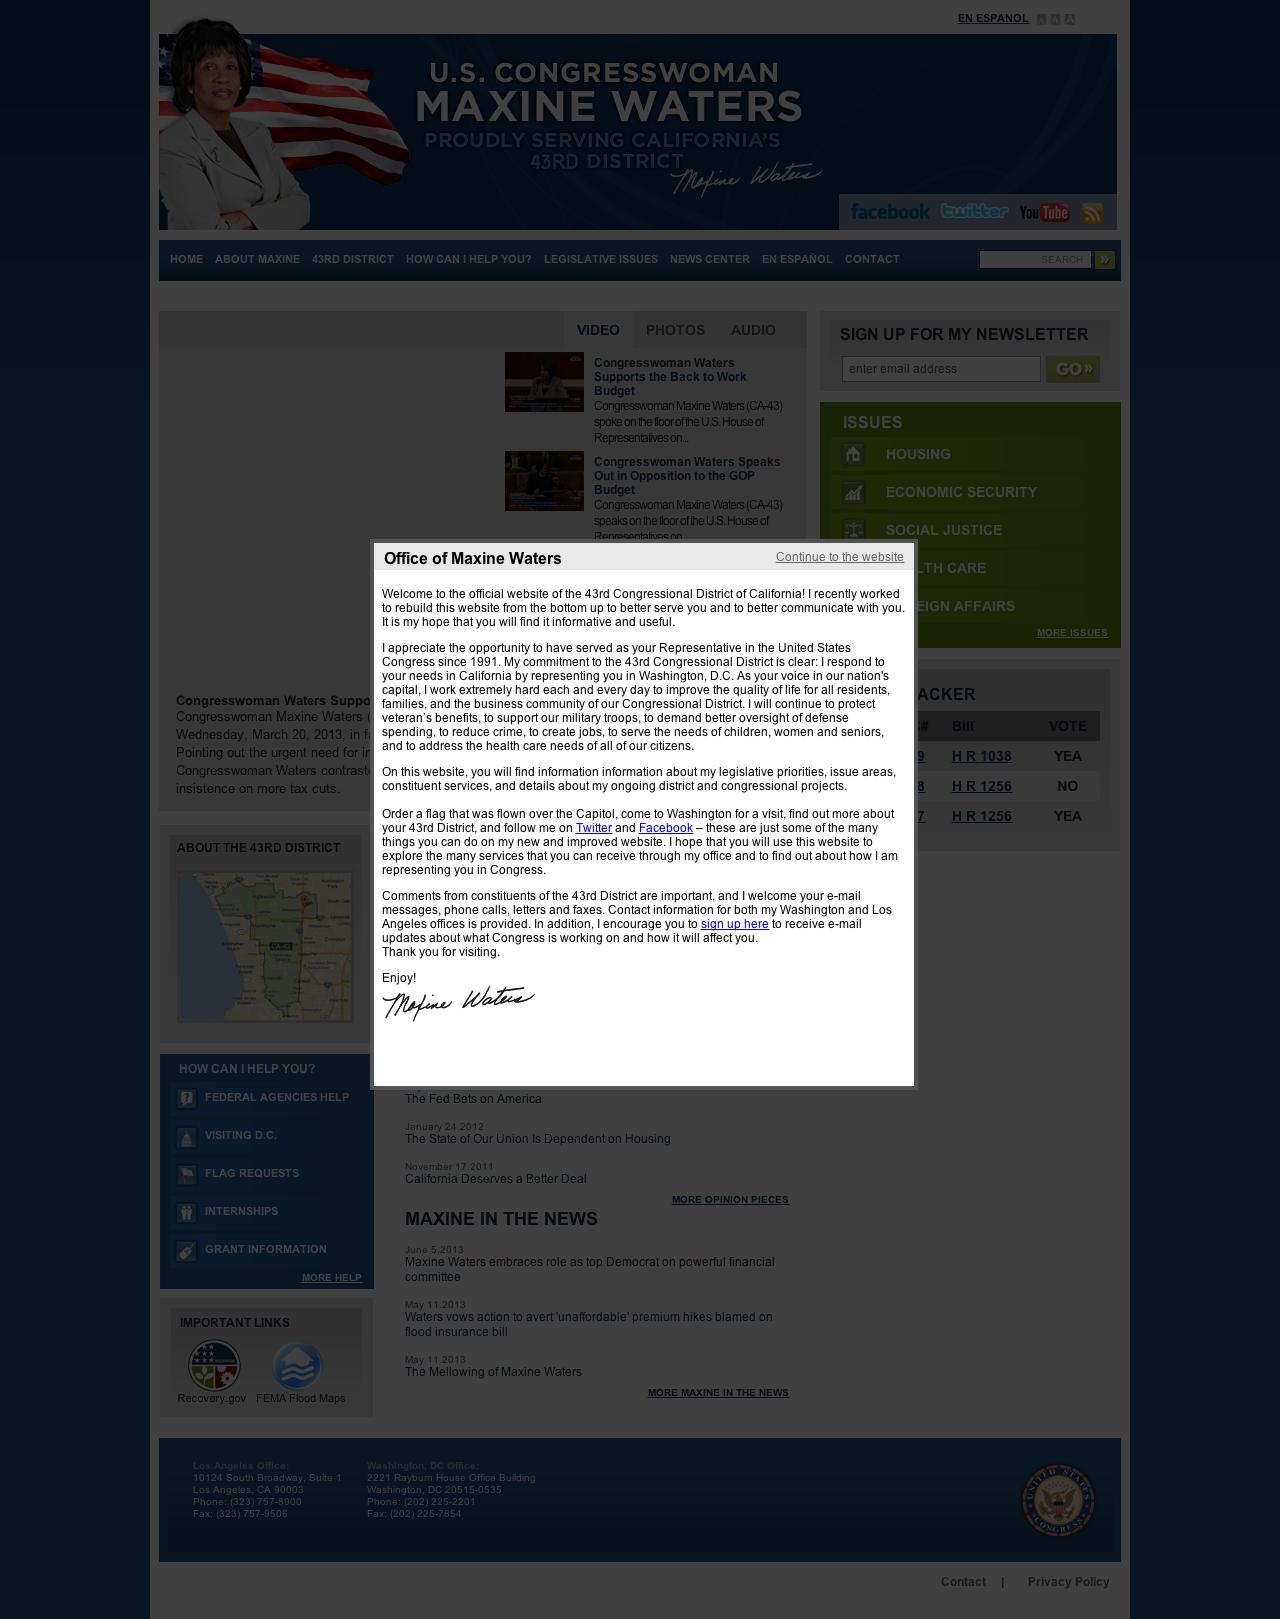 EN ESPANOL A A A
U.S. CONGRESSWOMAN
MAXINE WATERS
PROUDLY SERVING CALIFORNIA'S
43RD DISTRICT
Maxine Waters
facebook twitter YouTube
HOME ABOUT MAXINE 43RD DISTRICT HOW CAN I HELP YOU? LEGISLATIVE ISSUES NEWS CENTER EN ESPAÑOL CONTACT SEARCH »
VIDEO PHOTOS AUDIO
Congresswoman Waters
Supports the Back to Work
Budget
Congresswoman Maxine Waters (CA-43)
spoke on the floor of the U.S. House of
Representatives on...
Congresswoman Waters Speaks
Out in Opposition to the GOP
Budget
Congresswoman Maxine Waters (CA-43)
speaks on the floor of the U.S. House of
Representatives on
SIGN UP FOR MY NEWSLETTER
enter email address GO»
ISSUES
HOUSING
ECONOMIC SECURITY
SOCIAL JUSTICE
LTH CARE
EIGN AFFAIRS
MORE ISSUES
Office of Maxine Waters Continue to the website
Welcome to the official website of the 43rd Congressional District of California! I recently worked
to rebuild this website from the bottom up to better serve you and to better communicate with you.
It is my hope that you will find it informative and useful.
I appreciate the opportunity to have served as your Representative in the United States
Congress since 1991. My commitment to the 43rd Congressional District is clear: I respond to
your needs in California by representing you in Washington, D.C. As your voice in our nation's
capital, I work extremely hard each and every day to improve the quality of life for all residents,
families, and the business community of our Congressional District. I will continue to protect
veteran’s benefits, to support our military troops, to demand better oversight of defense
spending, to reduce crime, to create jobs, to serve the needs of children, women and seniors,
and to address the health care needs of all of our citizens.
On this website, you will find information information about my legislative priorities, issue areas,
constituent services, and details about my ongoing district and congressional projects.
Order a flag that was flown over the Capitol, come to Washington for a visit, find out more about
your 43rd District, and follow me on Twitter and Facebook – these are just some of the many
things you can do on my new and improved website. I hope that you will use this website to
explore the many services that you can receive through my office and to find out about how I am
representing you in Congress.
Comments from constituents of the 43rd District are important, and I welcome your e-mail
messages, phone calls, letters and faxes. Contact information for both my Washington and Los
Angeles offices is provided. In addition, I encourage you to sign up here to receive e-mail
updates about what Congress is working on and how it will affect you.
Thank you for visiting.
Enjoy!
Maxine Waters
Congresswoman Waters Suppo
Congresswoman Maxine Waters (
Wednesday, March 20, 2013, in fa
Pointing out the urgent need for in
Congresswoman Waters contraste
insistence on more tax cuts.
ACKER
C# Bill VOTE
9 H R 1038 YEA
8 H R 1256 NO
7 H R 1256 YEA
ABOUT THE 43RD DISTRICT
CA-43
HOW CAN I HELP YOU?
FEDERAL AGENCIES HELP
VISITING D.C.
FLAG REQUESTS
INTERNSHIPS
GRANT INFORMATION
MORE HELP
IMPORTANT LINKS
Recovery.gov FEMA Flood Maps
The Fed Bets on America
January 24.2012
The State of Our Union Is Dependent on Housing
November 17.2011
California Deserves a Better Deal
MORE OPINION PIECES
MAXINE IN THE NEWS
June 5.2013
Maxine Waters embraces role as top Democrat on powerful financial
committee
May 11.2013
Waters vows action to avert 'unaffordable' premium hikes blamed on
flood insurance bill
May 11.2013
The Mellowing of Maxine Waters
MORE MAXINE IN THE NEWS
Los Angeles Office:
10124 South Broadway, Suite 1
Los Angeles, CA 90003
Phone: (323) 757-8900
Fax: (323) 757-9506
Washington, DC Office:
2221 Rayburn House Office Building
Washington, DC 20515-0535
Phone: (202) 225-2201
Fax: (202) 225-7854
UNITED STATES CONGRESS
Contact | Privacy Policy